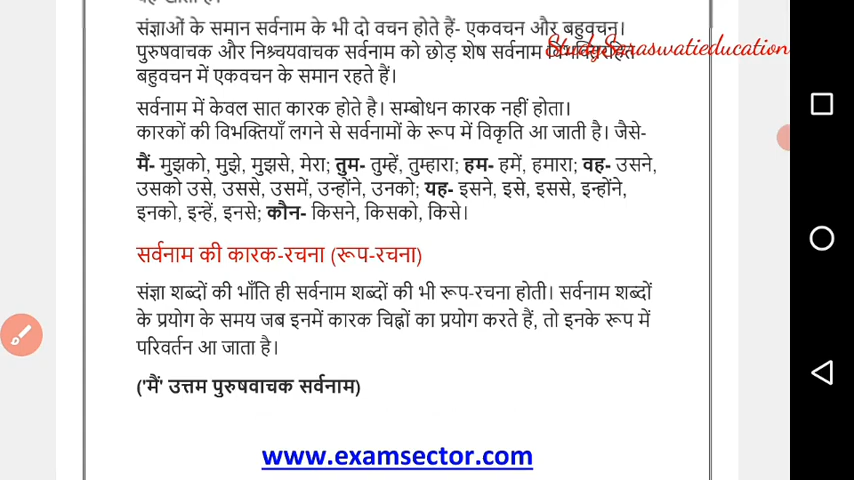 संज्ञाओं के समान सर्वनाम के भी दो वचन होते हैं- एकवचन और बहुवचन।
पुरुषवाचक और निश्र्चयवाचक सर्वनाम को छोड़ शेष सर्वनाम विभक्तिरहित
StudySaraswatieducation
बहुवचन में एकवचन के समान रहते हैं।
सर्वनाम में केवल सात कारक होते है। सम्बोधन कारक नहीं होता।
कारकों की विभक्तियाँ लगने से सर्वनामों के रूप में विकृति आ जाती है। जैसे-
मैं- मुझको, मुझे, मुझसे, मेरा; तुम- तुम्हें, तुम्हारा; हम- हमें, हमारा; वह- उसने,
उसको उसे, उससे, उसमें, उन्होंने, उनको; यह- इसने, इसे, इससे, इन्होंने,
इनको, इन्हें, इनसे; कौन- किसने, किसको, किसे।
सर्वनाम की कारक-रचना (रूप-रचना)
संज्ञा शब्दों की भाँति ही सर्वनाम शब्दों की भी रूप-रचना होती। सर्वनाम शब्दों
के प्रयोग के समय जब इनमें कारक चिह्नों का प्रयोग करते हैं, तो इनके रूप में
परिवर्तन आ जाता है।
('मैं' उत्तम पुरुषवाचक सर्वनाम)
www.examsector.com